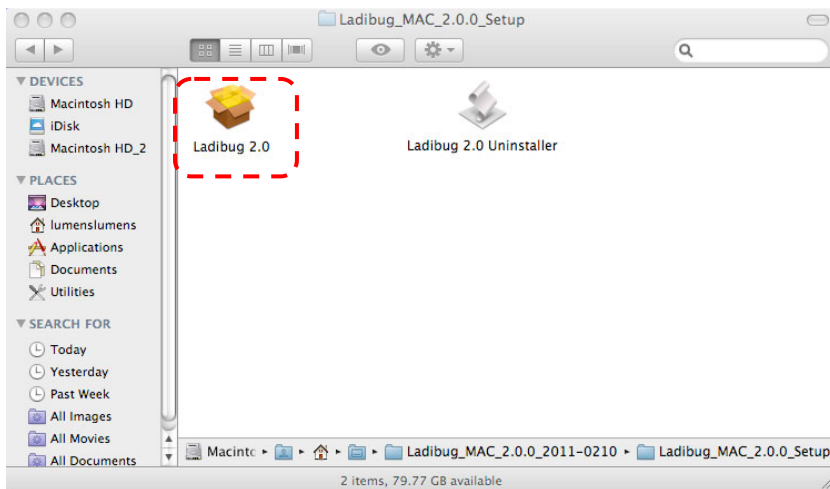 Ladibug_MAC_2.0.0_Setup
DEVICES
Macintosh HD
iDisk
Macintosh HD_2
PLACES
Desktop
lumenslumens
Applications
Documents
Utilities
SEARCH FOR
Today
Yesterday
Past Week
All Images
All Movies
All Documents
Ladibug 2.0
Ladibug 2.0 Uninstaller
Macintc Ladibug_MAC_2.0.0_2011-0210 Ladibug_MAC_2.0.0_Setup
2 items, 79.77 GB available